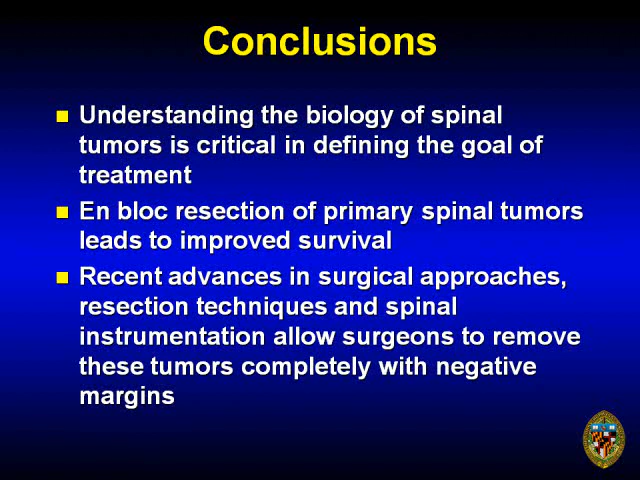 Conclusions
Understanding the biology of spinal
tumors is critical in defining the goal of
treatment
En bloc resection of primary spinal tumors
leads to improved survival
Recent advances in surgical approaches,
resection techniques and spinal
instrumentation allow surgeons to remove
these tumors completely with negative
margins